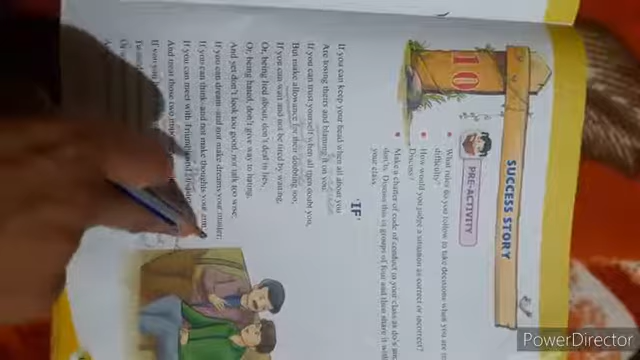 10
SUCCESS STORY
PRE-ACTIVITY
What rules do you follow to take decisions when you are
difficulty?
How would you judge a situation as correct or incorrect?
Discuss?
Make a charter of code of conduct in your class as do's and
don'ts. Discuss this in groups of four and then share it with
your class.
'IF'
If you can keep your head when all about you
Are losing theirs and blaming it on you,
If you can trust yourself when all men doubt you,
But make allowance for their doubting too;
If you can wait and not be tired by waiting,
Or, being lied about, don't deal in lies,
Or, being hated, don't give way to hating,
And yet don't look too good, nor talk too wise;
If you can dream-and not make dreams your master;
If you can think-and not make thoughts your aim,
If you can meet with Triumph and
And treat those two
If you
PowerDirector